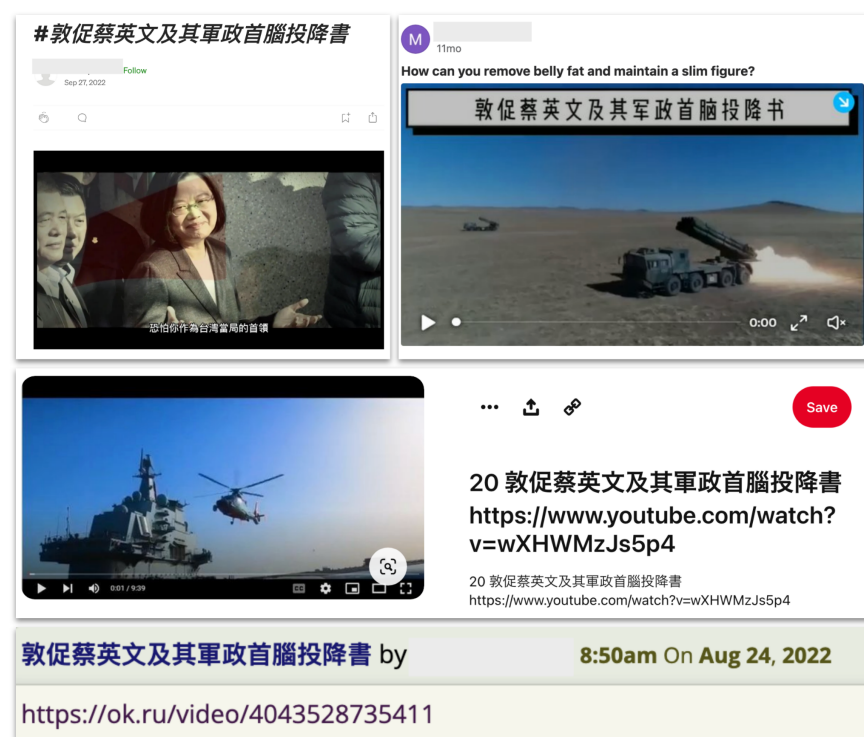 #敦促蔡英文及其軍政首腦投降書
Follow
Sep 27, 2022
恐怕你作為台灣當局的首領
M
11mo
How can you remove belly fat and maintain a slim figure?
敦促蔡英文及其军政首脑投降书
0:00
0:01 / 9:39
CC
Save
20 敦促蔡英文及其軍政首腦投降書
https://www.youtube.com/watch?
v=wXHWMzJs5p4
20 敦促蔡英文及其軍政首腦投降書
https://www.youtube.com/watch?v=wXHWMzJs5p4
敦促蔡英文及其軍政首腦投降書 by 8:50am On Aug 24, 2022
https://ok.ru/video/4043528735411